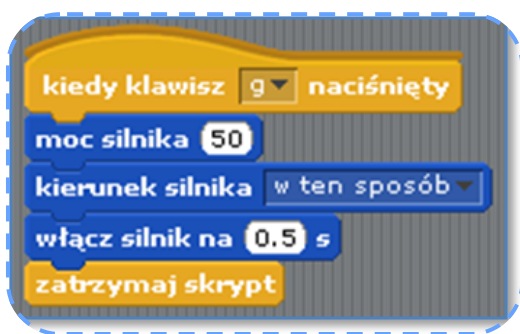 kiedy klawisz g naciśnięty
moc silnika 50
kierunek silnika w ten sposób
włącz silnik na 0.5 s
zatrzymaj skrypt